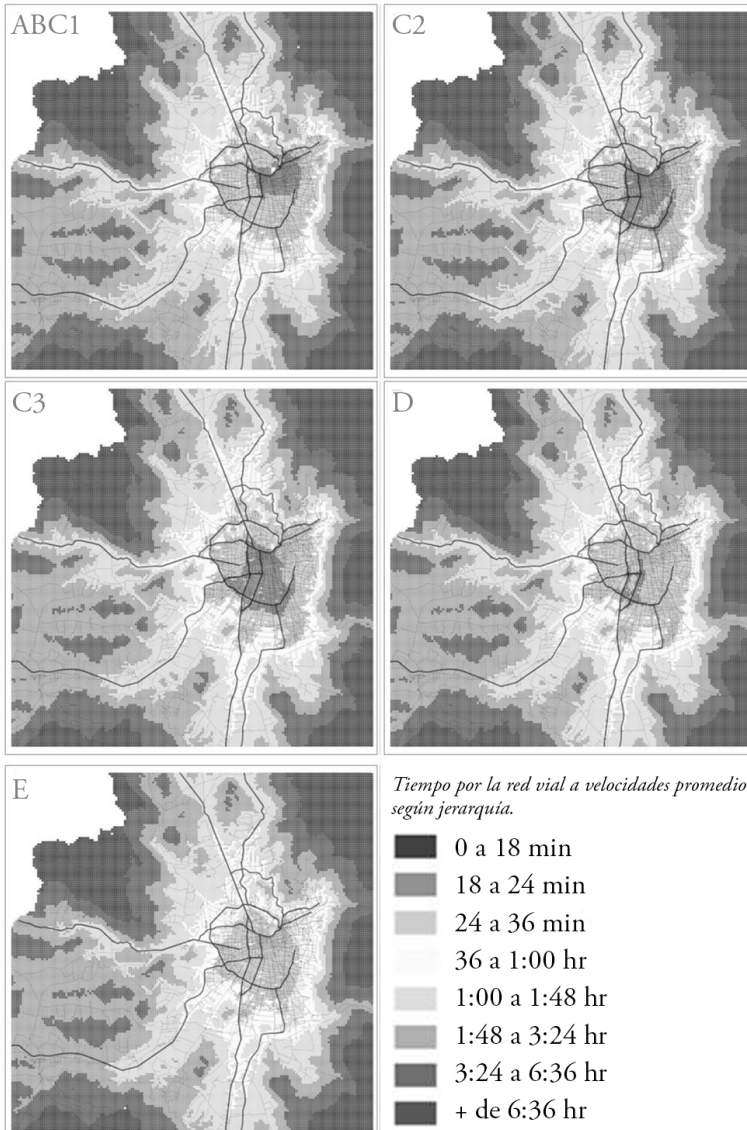 ABC1
C2
C3
D
E
Tiempo por la red vial a velocidades promedio
según jerarquía.
0 a 18 min
18 a 24 min
24 a 36 min
36 a 1:00 hr
1:00 a 1:48 hr
1:48 a 3:24 hr
3:24 a 6:36 hr
+ de 6:36 hr